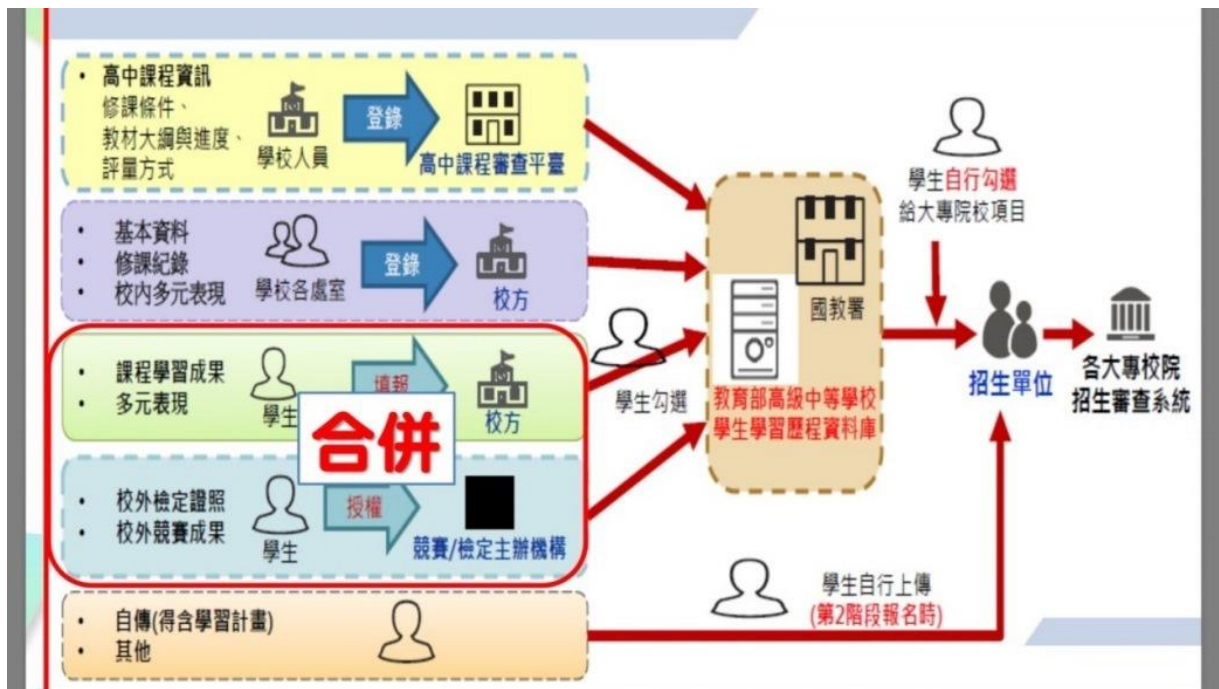 • 高中課程資訊
修課條件、
教材大綱與進度、
評量方式
學校人員
登錄
高中課程審查平臺
• 基本資料
• 修課紀錄
• 校內多元表現
學校各處室
登錄
校方
• 課程學習成果
• 多元表現
學生
填報
校方
合併
• 校外檢定證照
• 校外競賽成果
學生
授權
競賽/檢定主辦機構
• 自傳(得含學習計畫)
• 其他
學生勾選
國教署
教育部高級中等學校
學生學習歷程資料庫
學生自行勾選
給大專院校項目
招生單位
各大專校院
招生審查系統
學生自行上傳
(第2階段報名時)